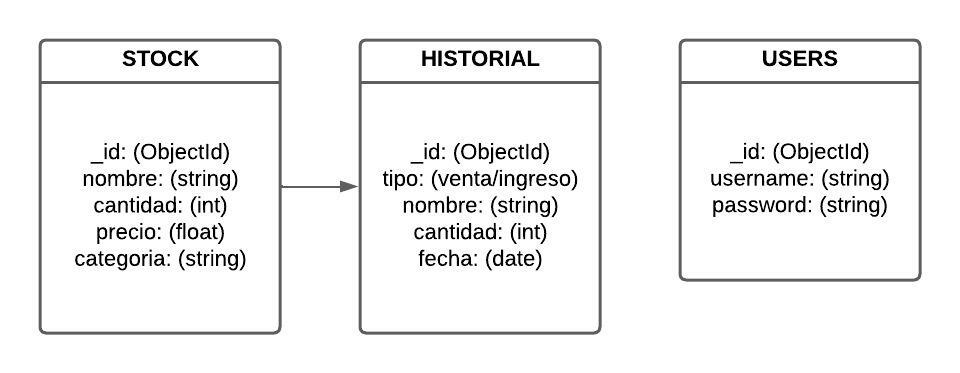 STOCK
_id: (ObjectId)
nombre: (string)
cantidad: (int)
precio: (float)
categoria: (string)
HISTORIAL
_id: (ObjectId)
tipo: (venta/ingreso)
nombre: (string)
cantidad: (int)
fecha: (date)
USERS
_id: (ObjectId)
username: (string)
password: (string)